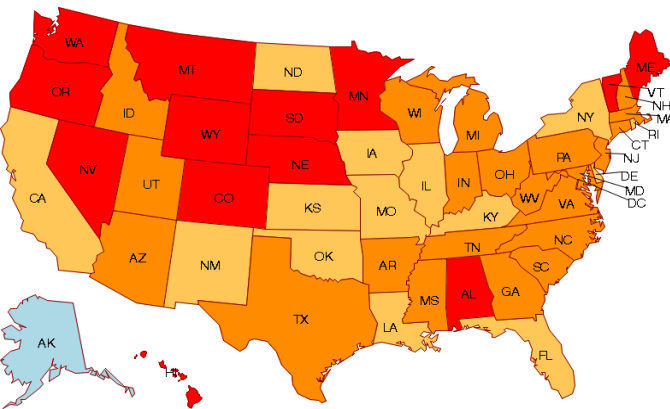 WA
MT
ND
MN
ME
VT
NH
MA
RI
CT
NJ
DE
MD
DC
OR
ID
WY
SD
WI
MI
NY
NV
UT
CO
NE
IA
IL
IN
OH
PA
CA
KS
MO
KY
WV
VA
AZ
NM
OK
AR
TN
NC
SC
TX
LA
MS
AL
GA
FL
AK
HI